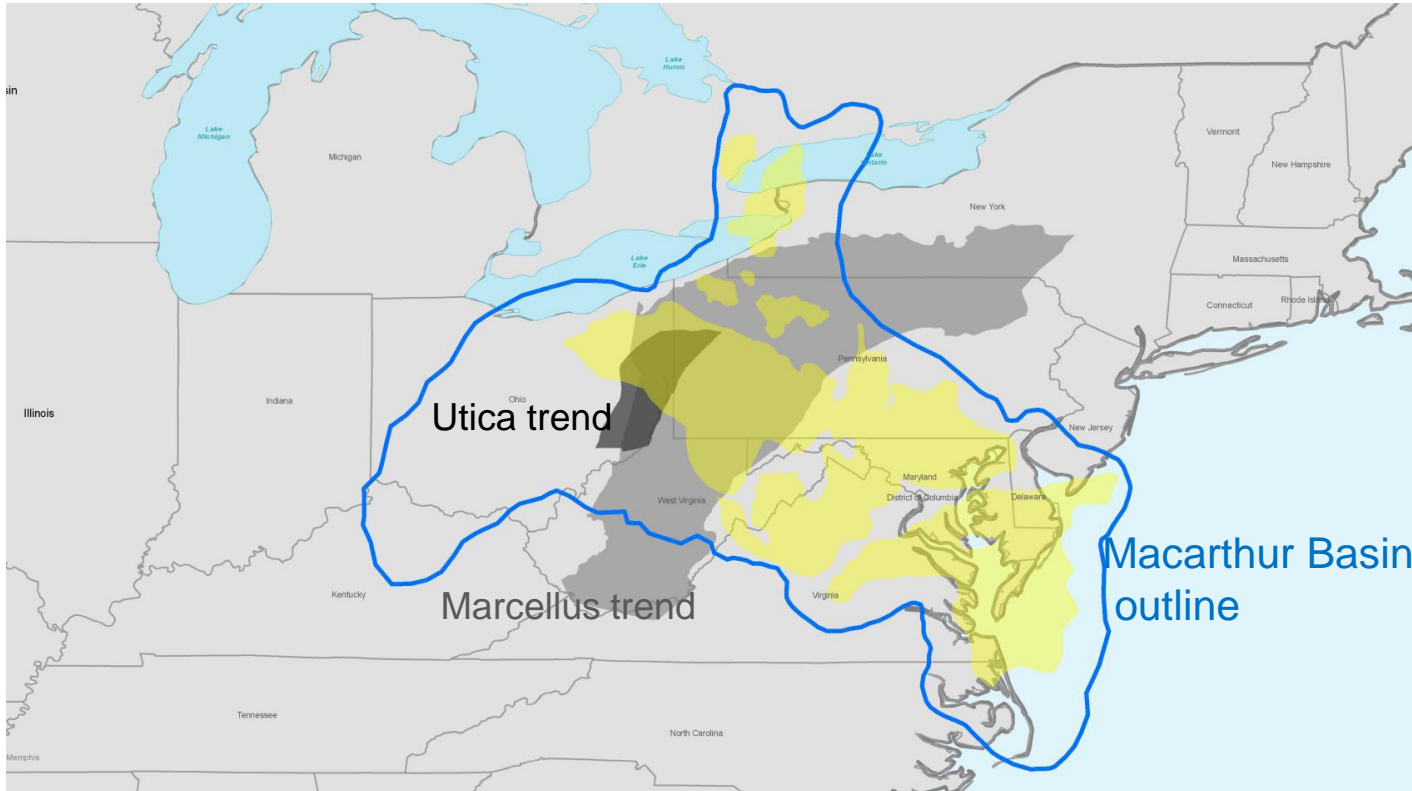 Lake
Huron
sin
Lake
Michigan
Michigan
Vermont
New Hampshire
Lake
Ontario
New York
Lake
Erie
Massachusetts
Connecticut
Rhode Island
Pennsylvania
Illinois
Indiana
Ohio
Utica trend
New Jersey
Maryland
District of Columbia
Delaware
West Virginia
Macarthur Basin
outline
Kentucky
Marcellus trend
Virginia
Tennessee
North Carolina
Memphis